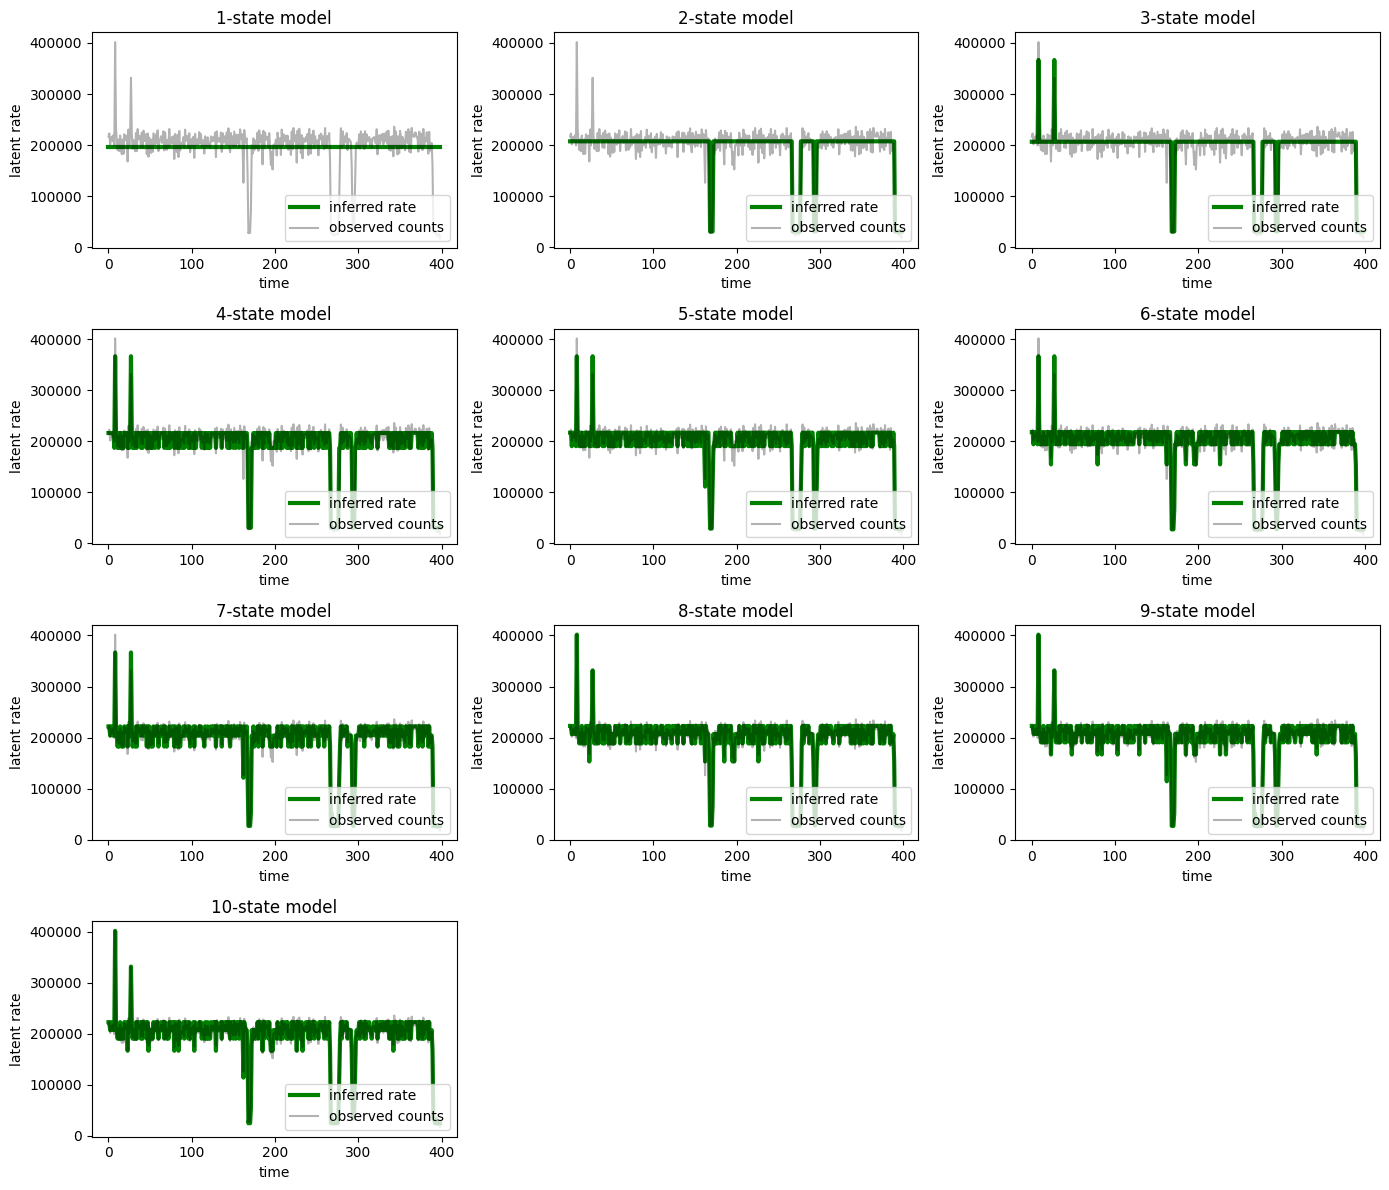 1-state model
latent rate
400000
300000
200000
100000
0
inferred rate
observed counts
0 100 200 300 400
time
2-state model
latent rate
400000
300000
200000
100000
0
inferred rate
observed counts
0 100 200 300 400
time
3-state model
latent rate
400000
300000
200000
100000
0
inferred rate
observed counts
0 100 200 300 400
time
4-state model
latent rate
400000
300000
200000
100000
0
inferred rate
observed counts
0 100 200 300 400
time
5-state model
latent rate
400000
300000
200000
100000
0
inferred rate
observed counts
0 100 200 300 400
time
6-state model
latent rate
400000
300000
200000
100000
0
inferred rate
observed counts
0 100 200 300 400
time
7-state model
latent rate
400000
300000
200000
100000
0
inferred rate
observed counts
0 100 200 300 400
time
8-state model
latent rate
400000
300000
200000
100000
0
inferred rate
observed counts
0 100 200 300 400
time
9-state model
latent rate
400000
300000
200000
100000
0
inferred rate
observed counts
0 100 200 300 400
time
10-state model
latent rate
400000
300000
200000
100000
0
inferred rate
observed counts
0 100 200 300 400
time